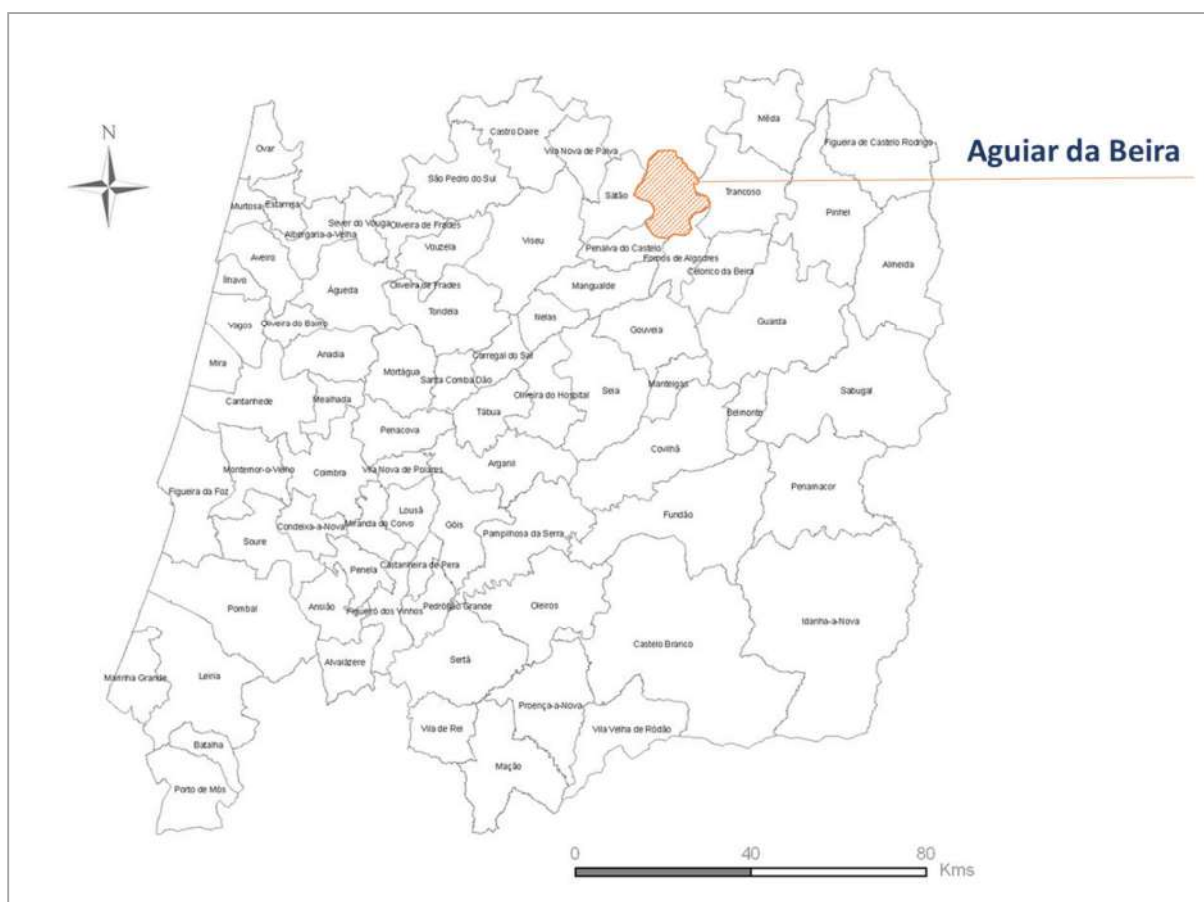 N
Mêda
Castro Daire
Figueira de Castelo Rodrigo
Ovar
Vila Nova de Paiva
Aguiar da Beira
São Pedro do Sul
Sátão
Trancoso
Murtosa
Estarreja
Pinhel
Sever do Vouga
Oliveira de Frades
Albergaria-a-Velha
Viseu
Vouzela
Penalva do Castelo
Aveiro
Fornos de Algodres
Almeida
Celorico da Beira
Ílhavo
Águeda
Oliveira de Frades
Mangualde
Tondela
Nelas
Guarda
Vagos
Oliveira do Bairro
Gouveia
Anadia
Carregal do Sal
Mira
Mortágua
Santa Comba Dão
Manteigas
Seia
Sabugal
Oliveira do Hospital
Belmonte
Cantanhede
Mealhada
Tábua
Penacova
Covilhã
Arganil
Montemor-o-Velho
Coimbra
Vila Nova de Poiares
Penamacor
Figueira da Foz
Lousã
Fundão
Condeixa-a-Nova
Miranda do Corvo
Góis
Pampilhosa da Serra
Soure
Castanheira de Pera
Penela
Pombal
Ansião
Figueiró dos Vinhos
Pedrógão Grande
Oleiros
Idanha-a-Nova
Castelo Branco
Alvaiázere
Sertã
Marinha Grande
Leiria
Proença-a-Nova
Vila de Rei
Vila Velha de Ródão
Batalha
Mação
Porto de Mós
0
40
80
Kms